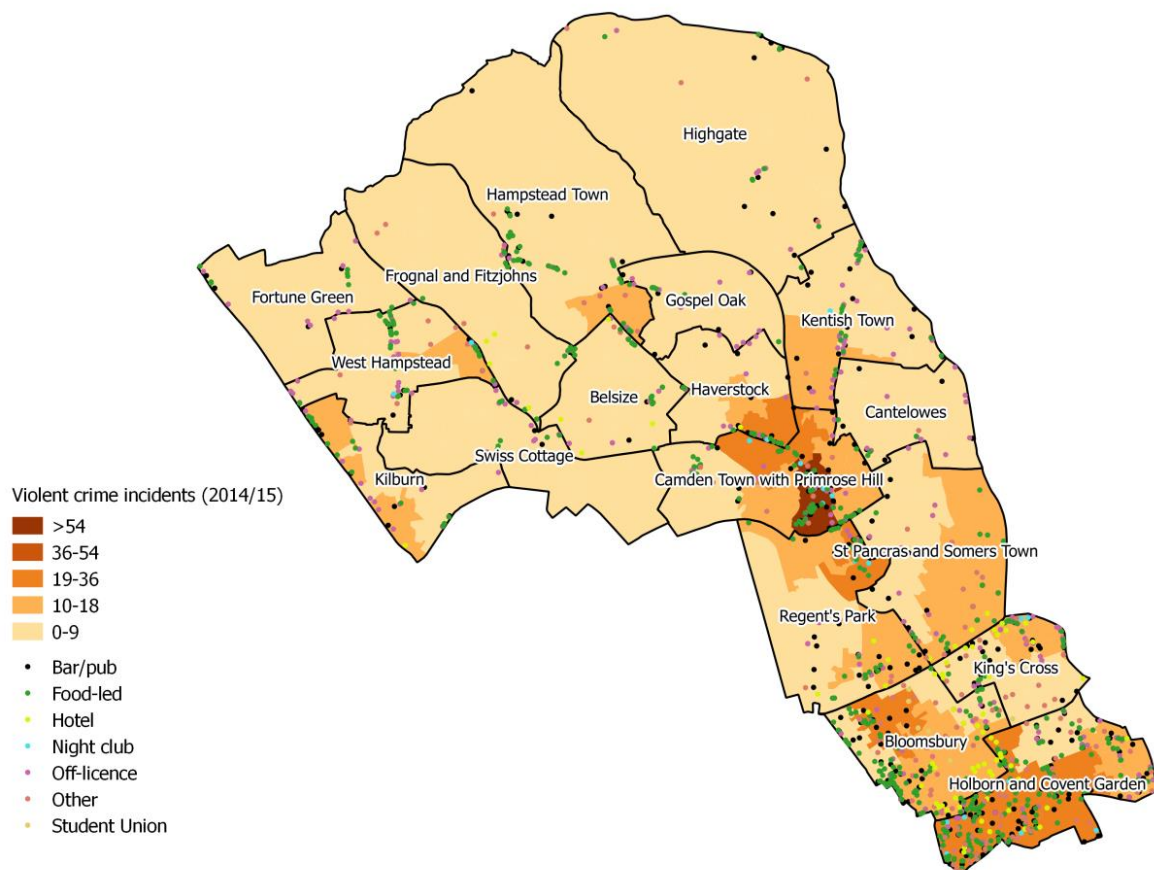 Highgate
Hampstead Town
Frognal and Fitzjohns
Fortune Green
Gospel Oak
Kentish Town
West Hampstead
Belsize
Haverstock
Cantelowes
Swiss Cottage
Kilburn
Camden Town with Primrose Hill
St Pancras and Somers Town
Regent's Park
King's Cross
Bloomsbury
Holborn and Covent Garden
Violent crime incidents (2014/15)
>54
36-54
19-36
10-18
0-9
Bar/pub
Food-led
Hotel
Night club
Off-licence
Other
Student Union